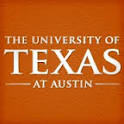 THE UNIVERSITY OF
TEXAS
AT AUSTIN